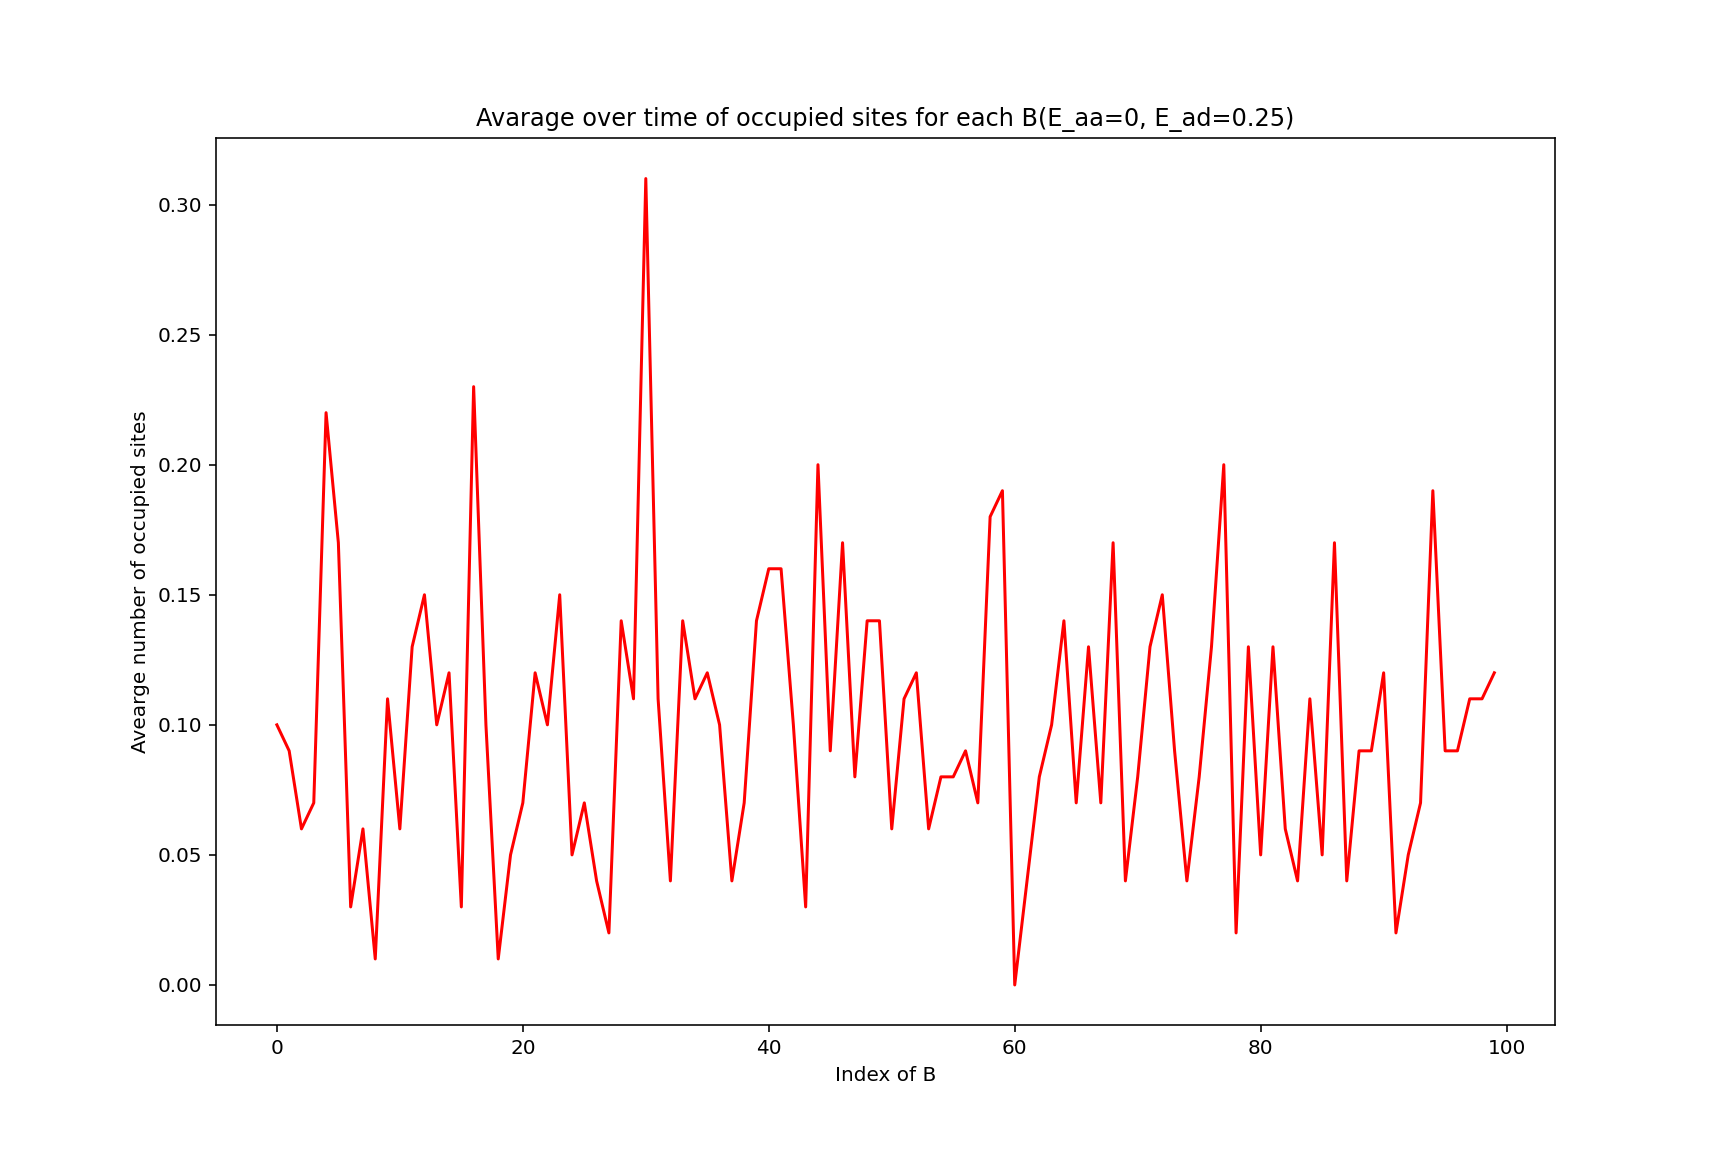 Avarage over time of occupied sites for each B(E_aa=0, E_ad=0.25)
Avearge number of occupied sites
0.30
0.25
0.20
0.15
0.10
0.05
0.00
0 20 40 60 80 100
Index of B